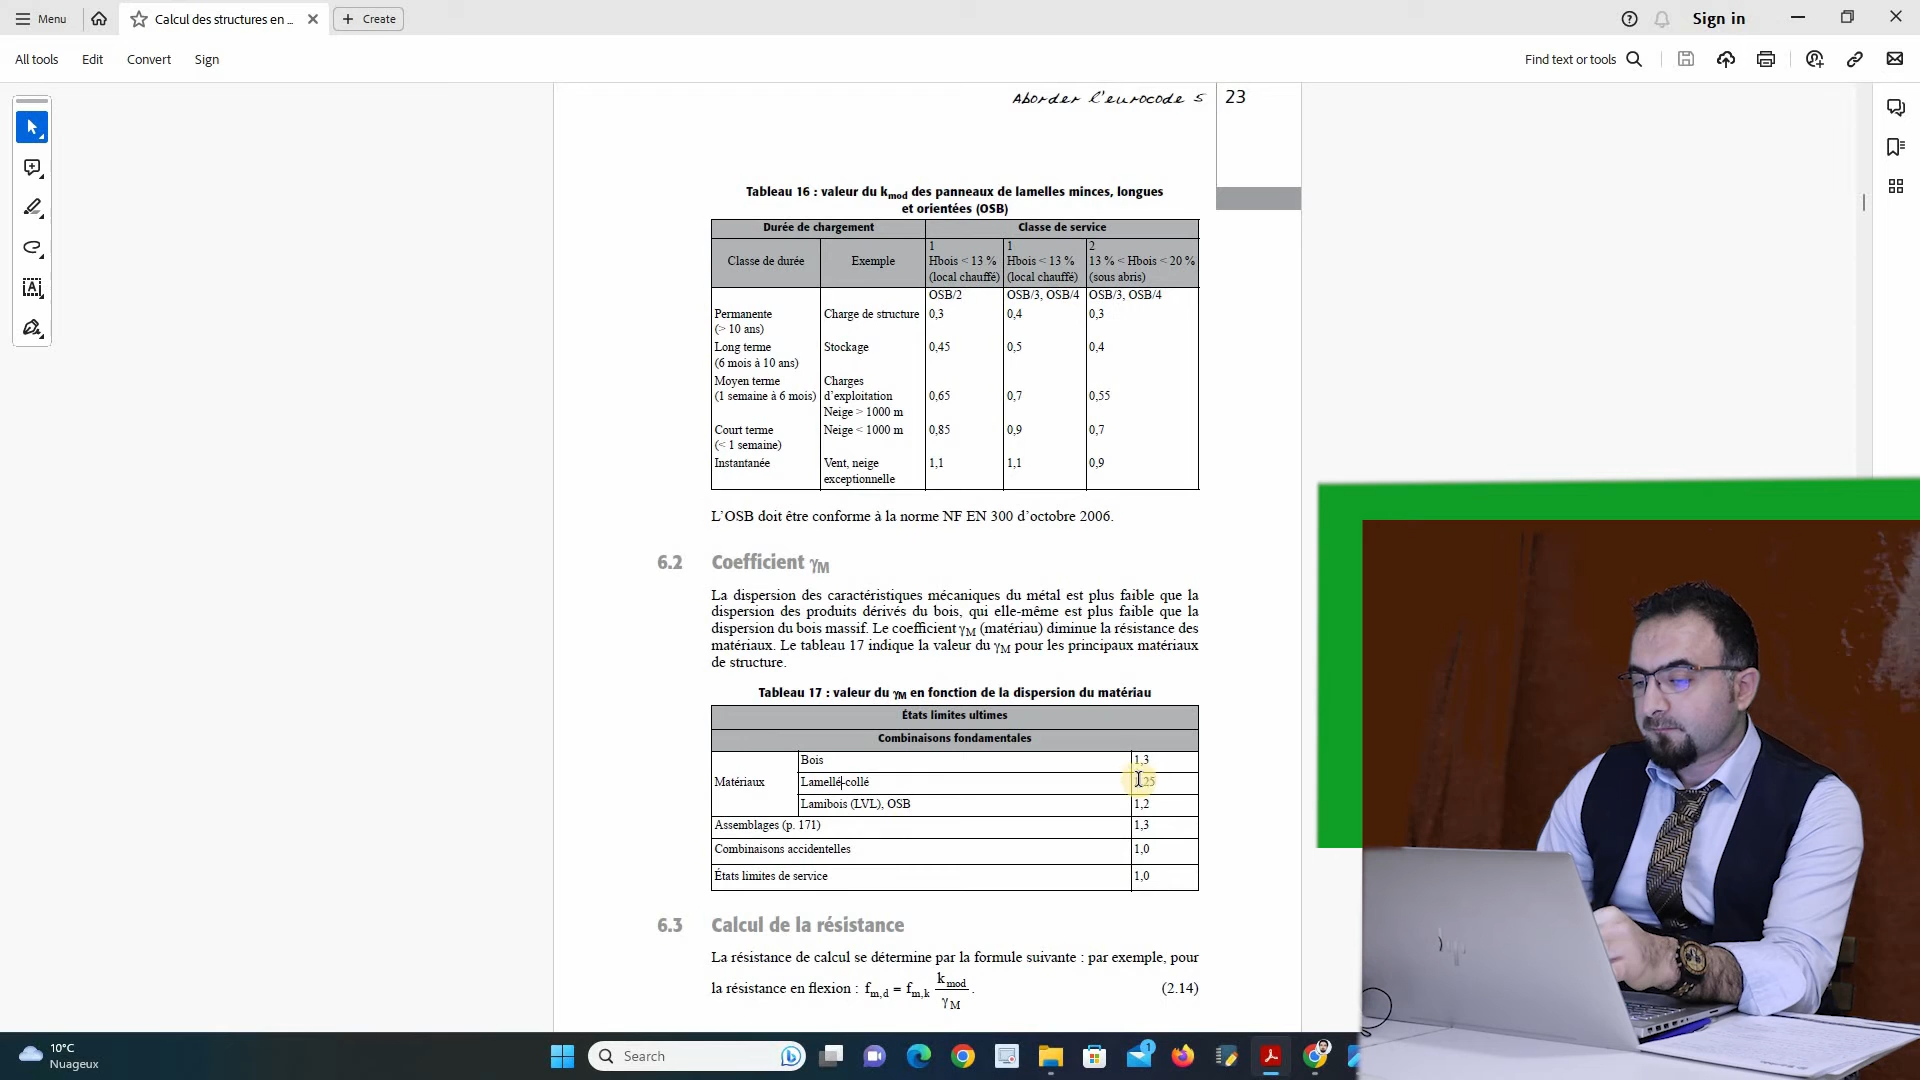 Menu
Calcul des structures en ...
Create
Sign in
All tools
Edit
Convert
Sign
Find text or tools
Aborder l'eurocode 5
23
Tableau 16 : valeur du kmod des panneaux de lamelles minces, longues
et orientées (OSB)
Durée de chargement
Classe de service
Classe de durée
Exemple
1
Hbois < 13 %
(local chauffé)
1
Hbois < 13 %
(local chauffé)
2
13 % < Hbois < 20 %
(sous abris)
OSB/2
OSB/3, OSB/4
OSB/3, OSB/4
Permanente
(> 10 ans)
Charge de structure
0,3
0,4
0,3
Long terme
(6 mois à 10 ans)
Stockage
0,45
0,5
0,4
Moyen terme
(1 semaine à 6 mois)
Charges
d'exploitation
Neige > 1000 m
0,65
0,7
0,55
Court terme
(< 1 semaine)
Neige < 1000 m
0,85
0,9
0,7
Instantanée
Vent, neige
exceptionnelle
1,1
1,1
0,9
L'OSB doit être conforme à la norme NF EN 300 d'octobre 2006.
6.2 Coefficient γM
La dispersion des caractéristiques mécaniques du métal est plus faible que la
dispersion des produits dérivés du bois, qui elle-même est plus faible que la
dispersion du bois massif. Le coefficient γM (matériau) diminue la résistance des
matériaux. Le tableau 17 indique la valeur du γM pour les principaux matériaux
de structure.
Tableau 17 : valeur du γM en fonction de la dispersion du matériau
États limites ultimes
Combinaisons fondamentales
Matériaux
Bois
1,3
Lamellé-collé
1,25
Lamibois (LVL), OSB
1,2
Assemblages (p. 171)
1,3
Combinaisons accidentelles
1,0
États limites de service
1,0
6.3 Calcul de la résistance
La résistance de calcul se détermine par la formule suivante : par exemple, pour
la résistance en flexion : fm,d = fm,k kmod / γM . (2.14)
10°C
Nuageux
Search
1